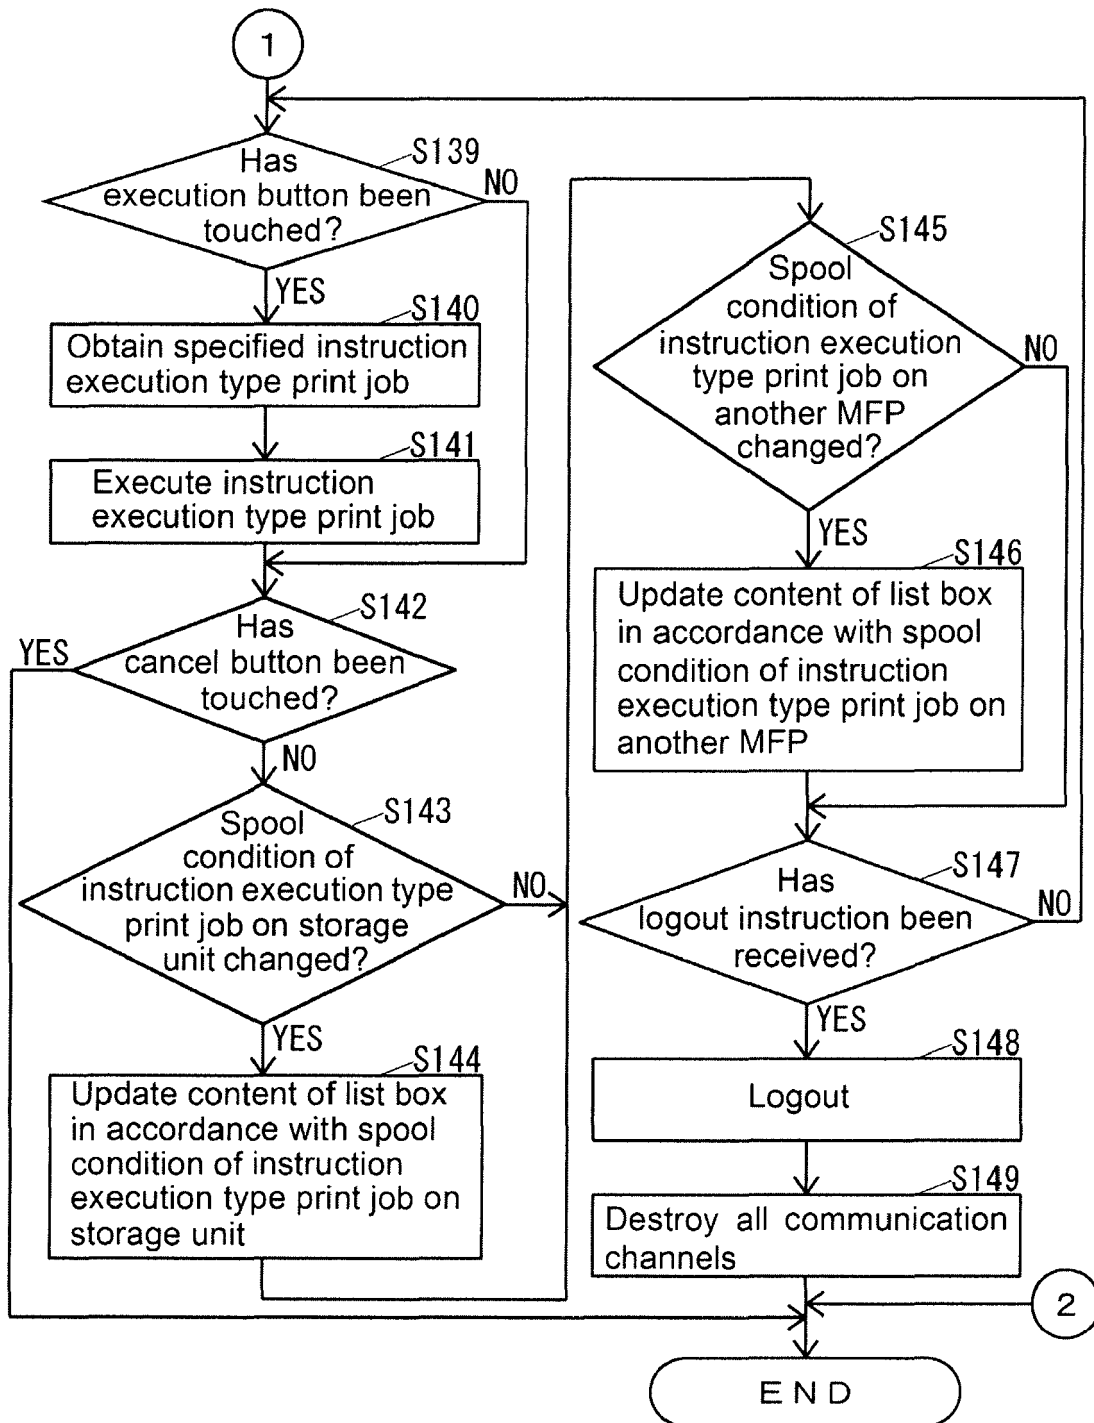 1
S139
Has
execution button been
touched?
NO
YES
S140
Obtain specified instruction
execution type print job
S141
Execute instruction
execution type print job
S142
Has
cancel button been
touched?
YES
NO
S143
Spool
condition of
instruction execution type
print job on storage
unit changed?
NO
YES
S144
Update content of list box
in accordance with spool
condition of instruction
execution type print job on
storage unit
S145
Spool
condition of
instruction execution
type print job on
another MFP
changed?
NO
YES
S146
Update content of list box
in accordance with spool
condition of instruction
execution type print job on
another MFP
S147
Has
logout instruction been
received?
NO
YES
S148
Logout
S149
Destroy all communication
channels
2
END